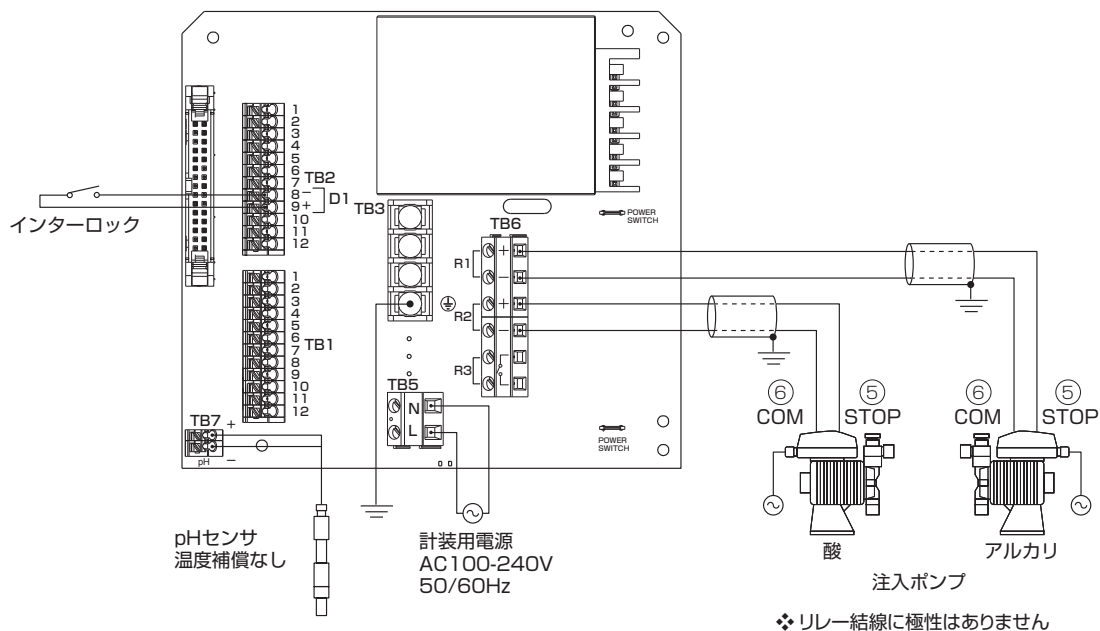 1
2
3
4
5
6
7
8
9
10
11
12
TB2
−
+
D1
インターロック
TB3
POWER
SWITCH
TB6
R1
+
−
R2
+
−
R3
1
2
3
4
5
6
7
8
9
10
11
12
TB1
TB5
N
L
TB7
+
−
pH
POWER
SWITCH
⑥ ⑤
COM STOP
⑥ ⑤
COM STOP
pHセンサ
温度補償なし
計装用電源
AC100-240V
50/60Hz
酸
アルカリ
注入ポンプ
❖ リレー結線に極性はありません